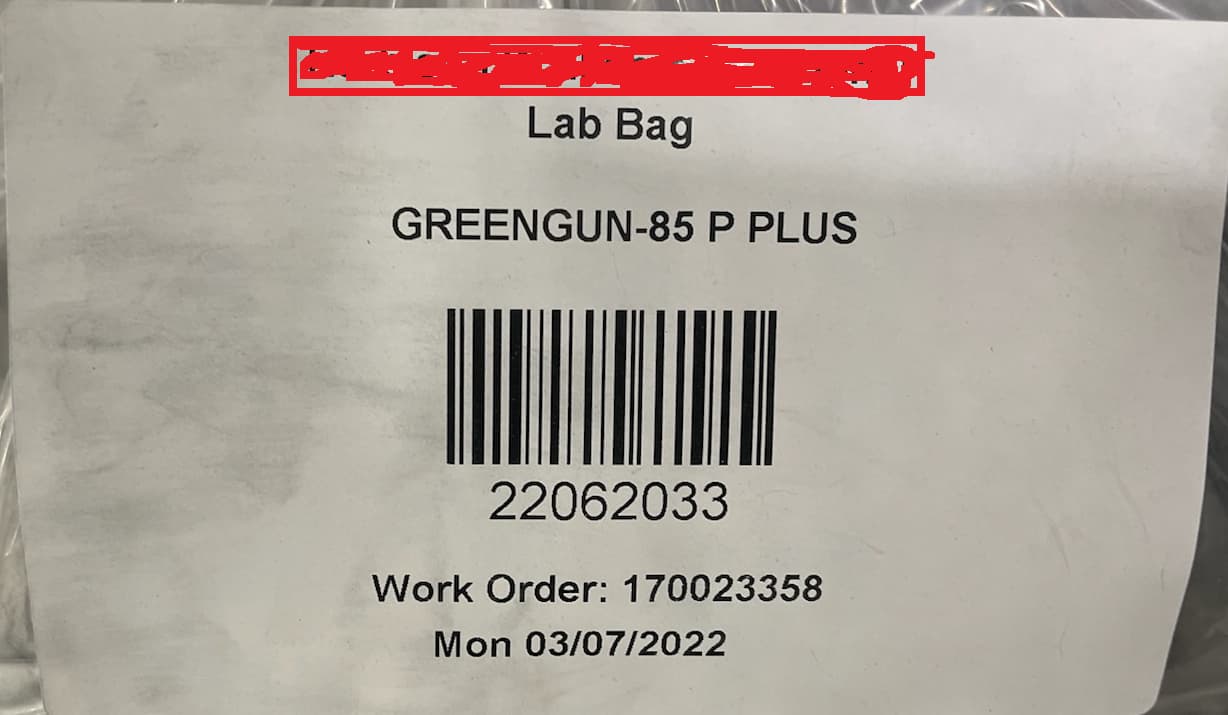 Lab Bag
GREENGUN-85 P PLUS
22062033
Work Order: 170023358
Mon 03/07/2022